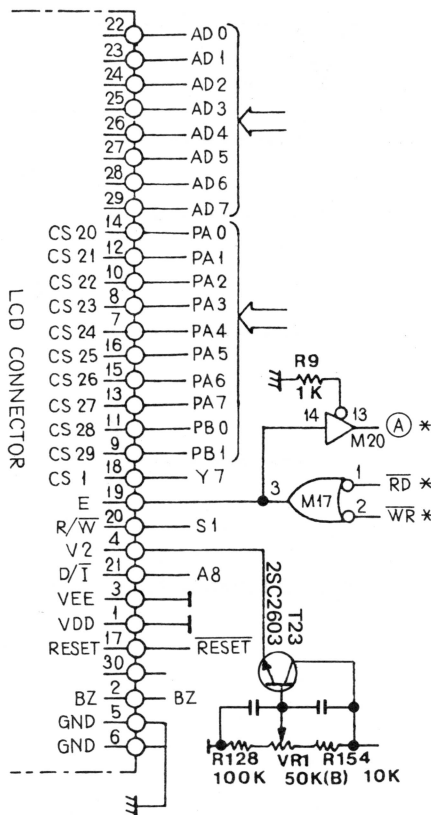 LCD CONNECTOR
22 AD0
23 AD1
24 AD2
25 AD3
26 AD4
27 AD5
28 AD6
29 AD7
CS20 14 PA0
CS21 12 PA1
CS22 10 PA2
CS23 8 PA3
CS24 7 PA4
CS25 16 PA5
CS26 15 PA6
CS27 13 PA7
CS28 11 PB0
CS29 9 PB1
CS1 18 Y7
E 19
R/W̅ 20 S1
V2 4
D/I̅ 21 A8
VEE 3
VDD 1
RESET 17 R̅E̅S̅E̅T̅
30
BZ 2 BZ
GND 5
GND 6
R9
1K
14 13 A *
M20
3 M17 1 R̅D̅ *
2 W̅R̅ *
T23
2SC2603
R128 VR1 R154
100K 50K(B) 10K